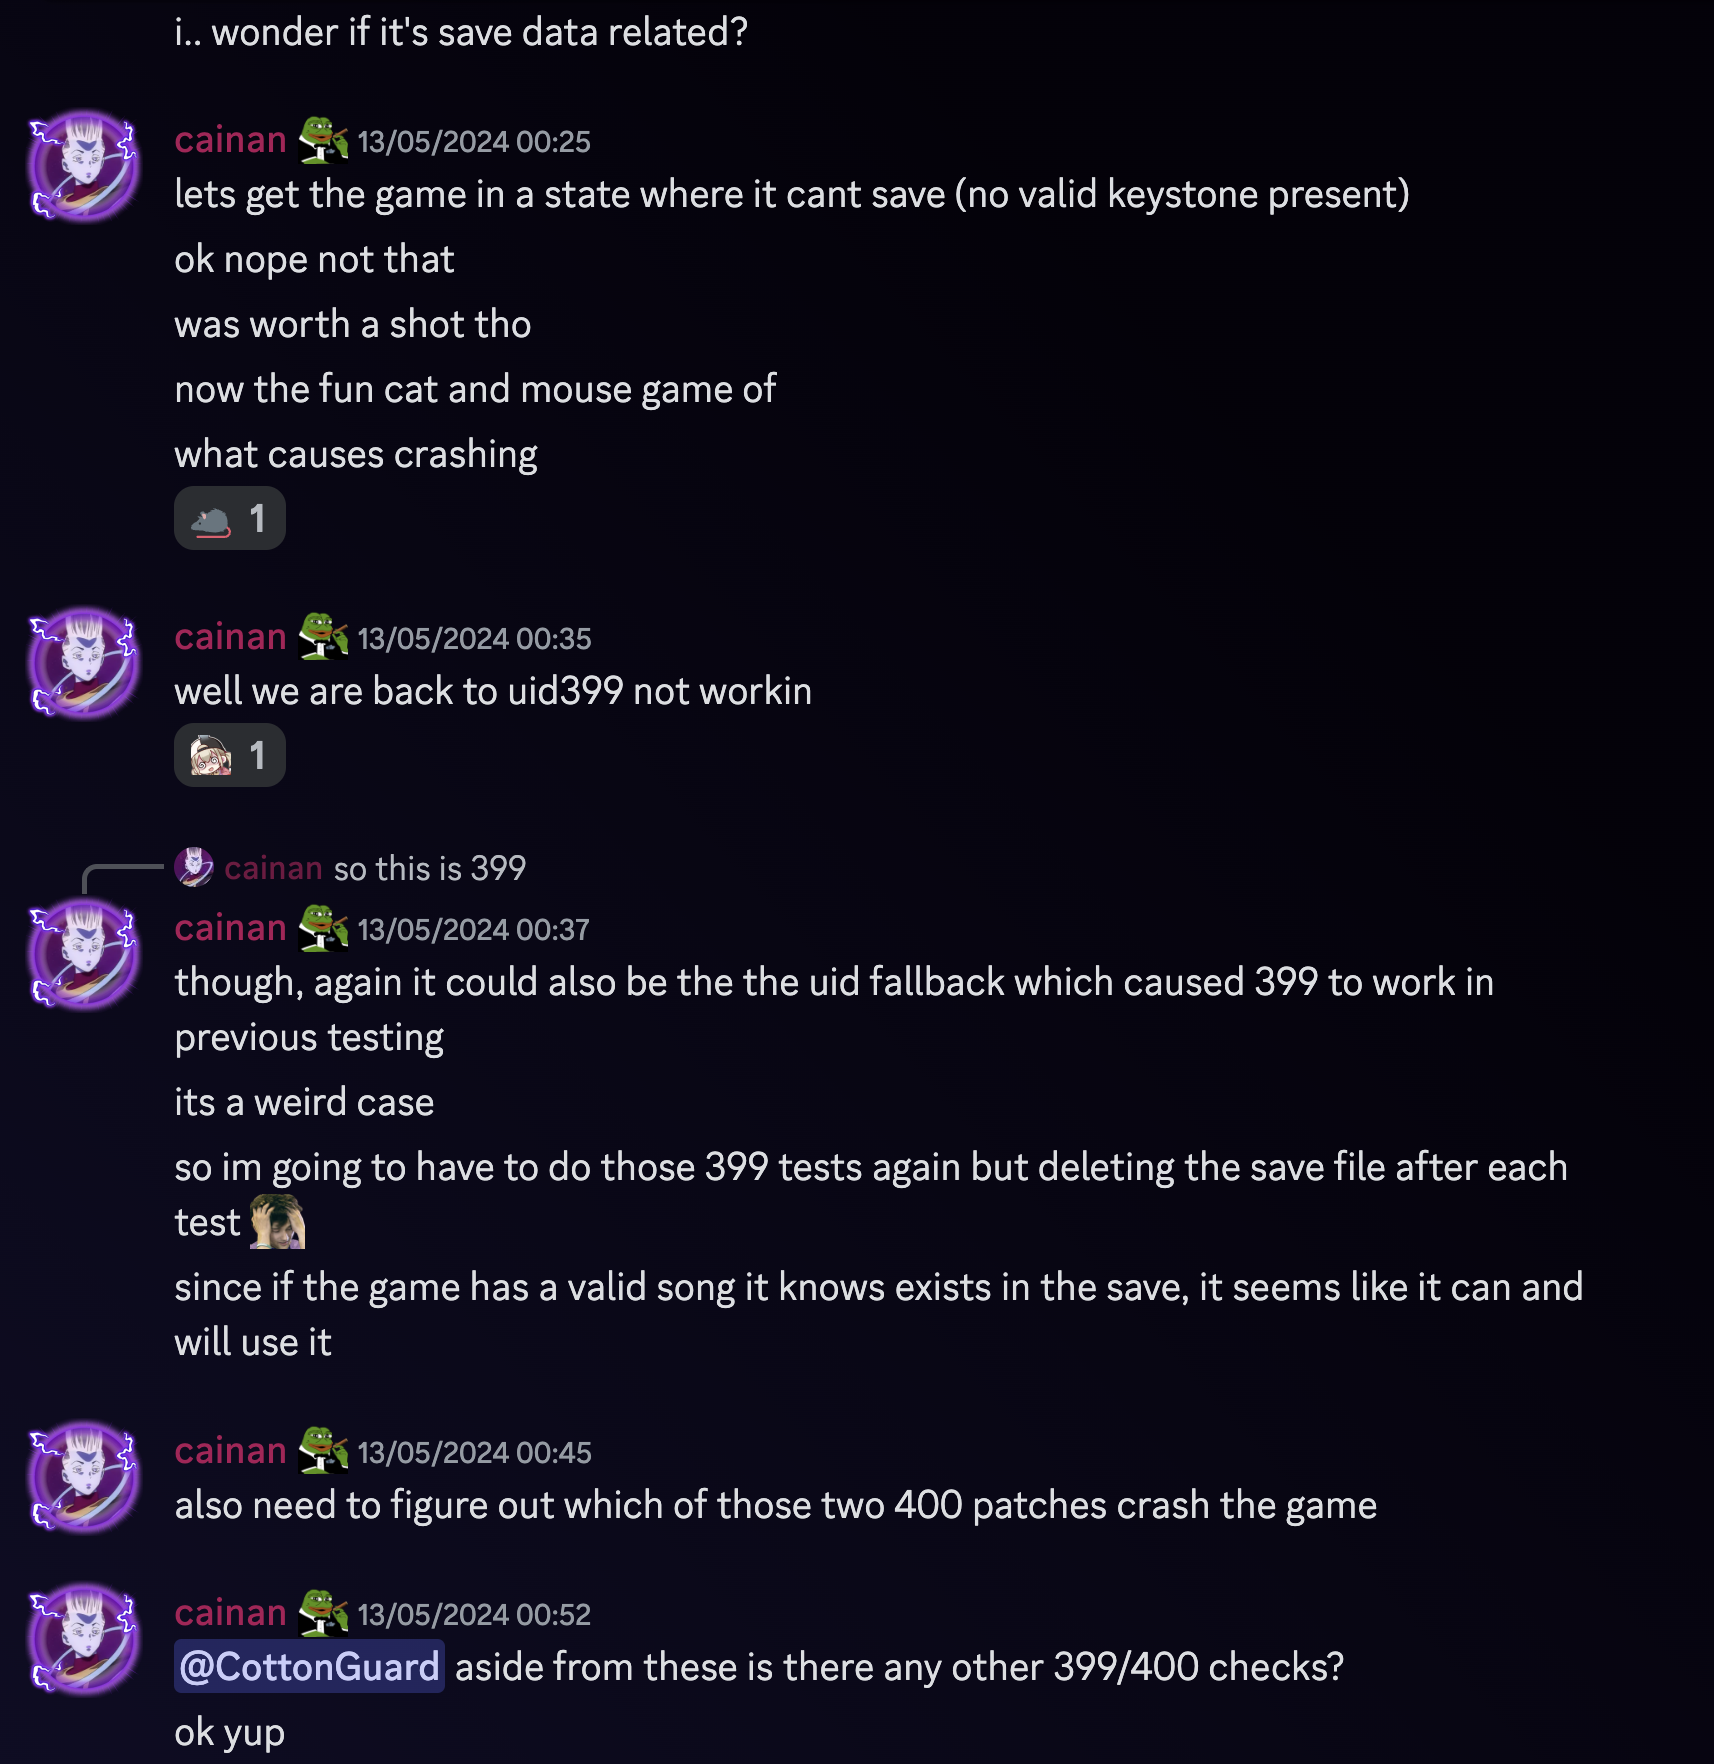 i.. wonder if it's save data related?
cainan 13/05/2024 00:25
lets get the game in a state where it cant save (no valid keystone present)
ok nope not that
was worth a shot tho
now the fun cat and mouse game of
what causes crashing
1
cainan 13/05/2024 00:35
well we are back to uid399 not workin
1
cainan so this is 399
cainan 13/05/2024 00:37
though, again it could also be the the uid fallback which caused 399 to work in
previous testing
its a weird case
so im going to have to do those 399 tests again but deleting the save file after each
test
since if the game has a valid song it knows exists in the save, it seems like it can and
will use it
cainan 13/05/2024 00:45
also need to figure out which of those two 400 patches crash the game
cainan 13/05/2024 00:52
@CottonGuard aside from these is there any other 399/400 checks?
ok yup